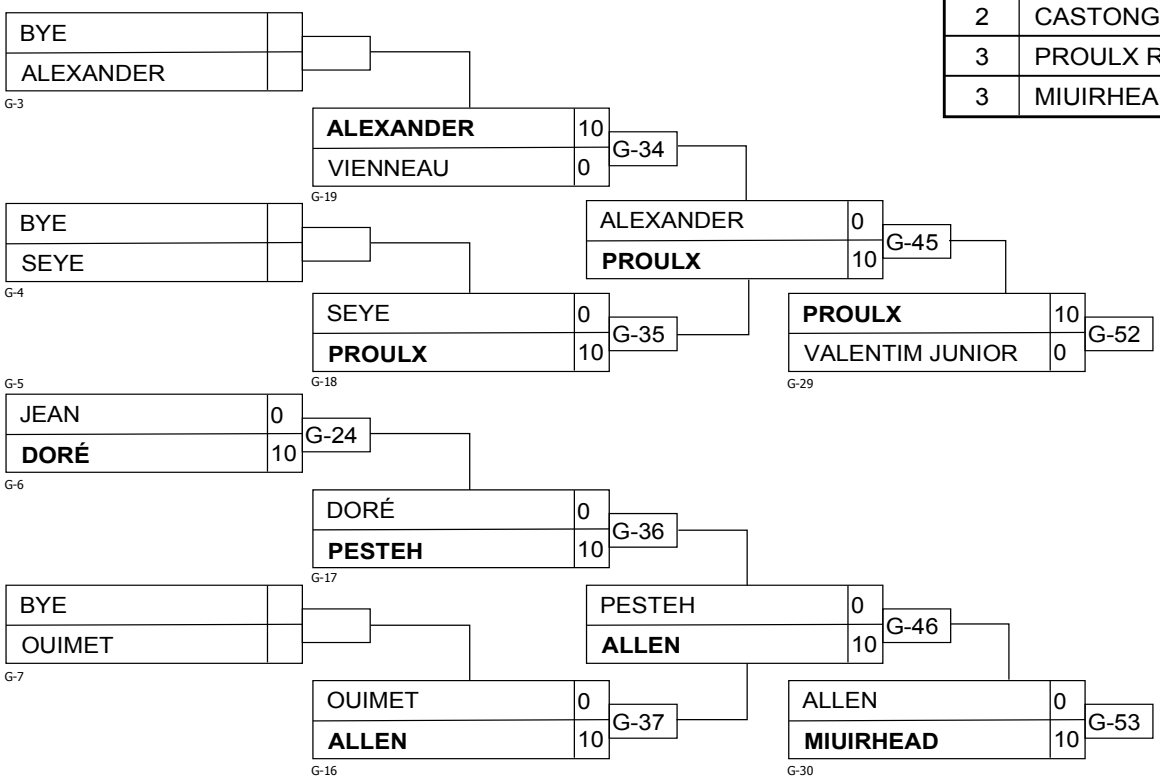 2 CASTONG
3 PROULX R
3 MIUIRHEA
BYE
ALEXANDER
G-3
ALEXANDER 10
VIENNEAU 0
G-34
G-19
BYE
SEYE
G-4
ALEXANDER 0
PROULX 10
G-45
SEYE 0
PROULX 10
G-35
G-18
PROULX 10
VALENTIM JUNIOR 0
G-52
G-29
G-5
JEAN 0
DORÉ 10
G-24
G-6
DORÉ 0
PESTEH 10
G-36
G-17
BYE
OUIMET
G-7
PESTEH 0
ALLEN 10
G-46
OUIMET 0
ALLEN 10
G-37
G-16
ALLEN 0
MIUIRHEAD 10
G-53
G-30